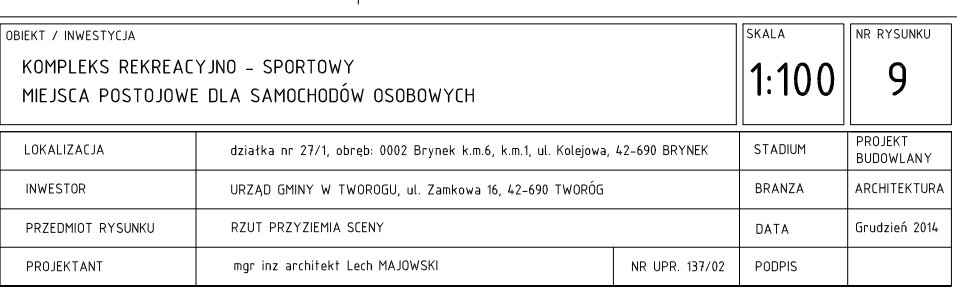 OBIEKT / INWESTYCJA
KOMPLEKS REKREACYJNO - SPORTOWY
MIEJSCA POSTOJOWE DLA SAMOCHODÓW OSOBOWYCH
SKALA
1:100
NR RYSUNKU
9
LOKALIZACJA
działka nr 27/1, obręb: 0002 Brynek k.m.6, k.m.1, ul. Kolejowa, 42-690 BRYNEK
STADIUM
PROJEKT
BUDOWLANY
INWESTOR
URZĄD GMINY W TWOROGU, ul. Zamkowa 16, 42-690 TWORÓG
BRANZA
ARCHITEKTURA
PRZEDMIOT RYSUNKU
RZUT PRZYZIEMIA SCENY
DATA
Grudzień 2014
PROJEKTANT
mgr inz architekt Lech MAJOWSKI
NR UPR. 137/02
PODPIS